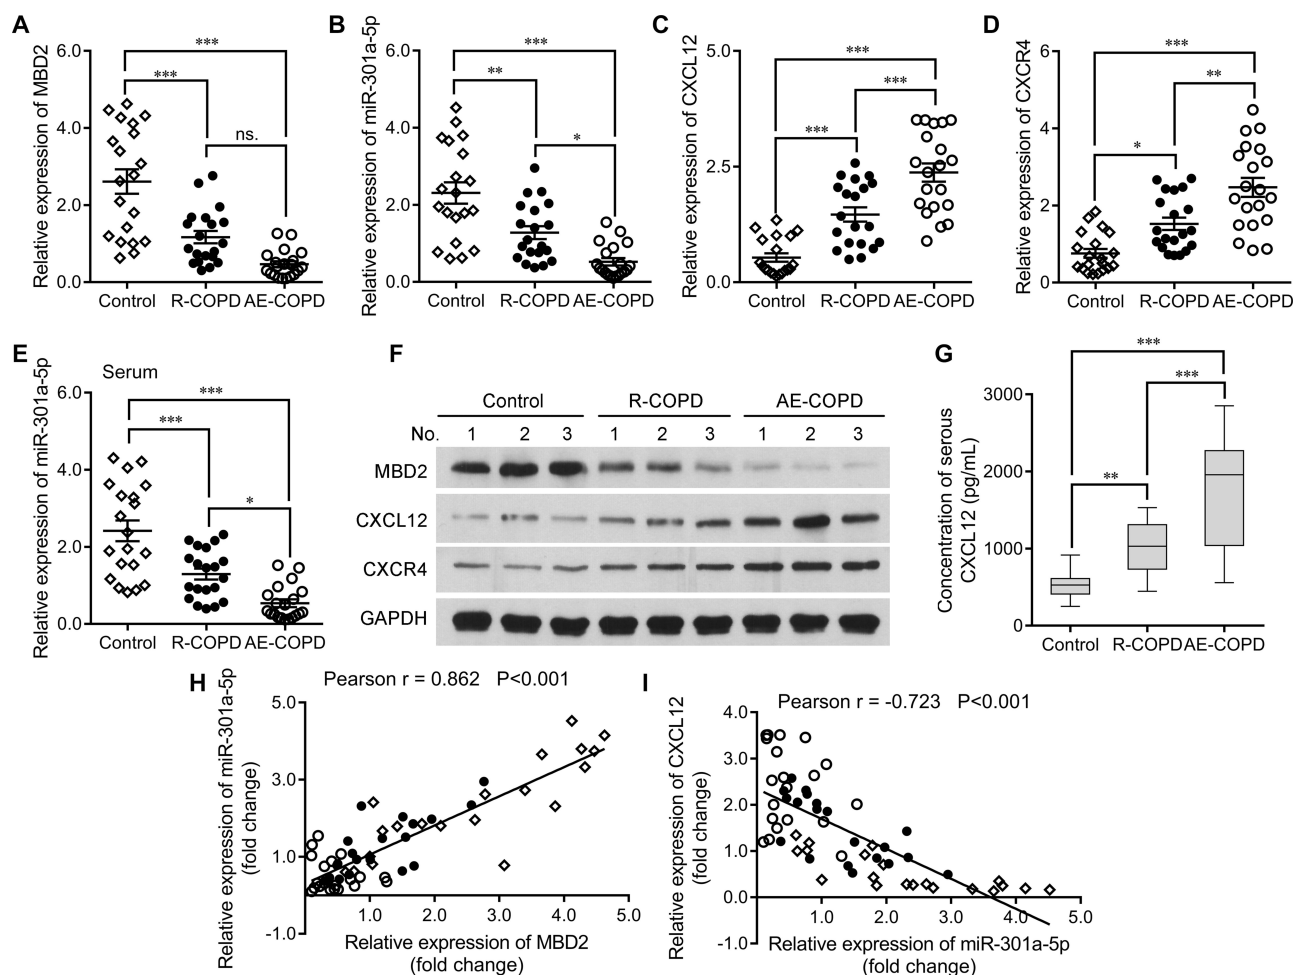 A
Relative expression of MBD2
6.0
4.0
2.0
0.0
***
***
ns.
Control
R-COPD
AE-COPD
B
Relative expression of miR-301a-5p
6.0
4.0
2.0
0.0
***
**
*
Control
R-COPD
AE-COPD
C
Relative expression of CXCL12
5.0
2.5
0.0
***
***
***
Control
R-COPD
AE-COPD
D
Relative expression of CXCR4
6
4
2
0
***
**
*
Control
R-COPD
AE-COPD
E
Serum
Relative expression of miR-301a-5p
6.0
4.0
2.0
0.0
***
***
*
Control
R-COPD
AE-COPD
F
Control R-COPD AE-COPD
No. 1 2 3 1 2 3 1 2 3
MBD2
CXCL12
CXCR4
GAPDH
G
Concentration of serous
CXCL12 (pg/mL)
3000
2000
1000
0
***
***
**
Control
R-COPD
AE-COPD
H
Pearson r = 0.862 P<0.001
Relative expression of miR-301a-5p
(fold change)
5.0
3.0
1.0
-1.0
1.0 2.0 3.0 4.0 5.0
Relative expression of MBD2
(fold change)
I
Pearson r = -0.723 P<0.001
Relative expression of CXCL12
(fold change)
4.0
3.0
2.0
1.0
0.0
-1.0
1.0 2.0 3.0 4.0 5.0
Relative expression of miR-301a-5p
(fold change)